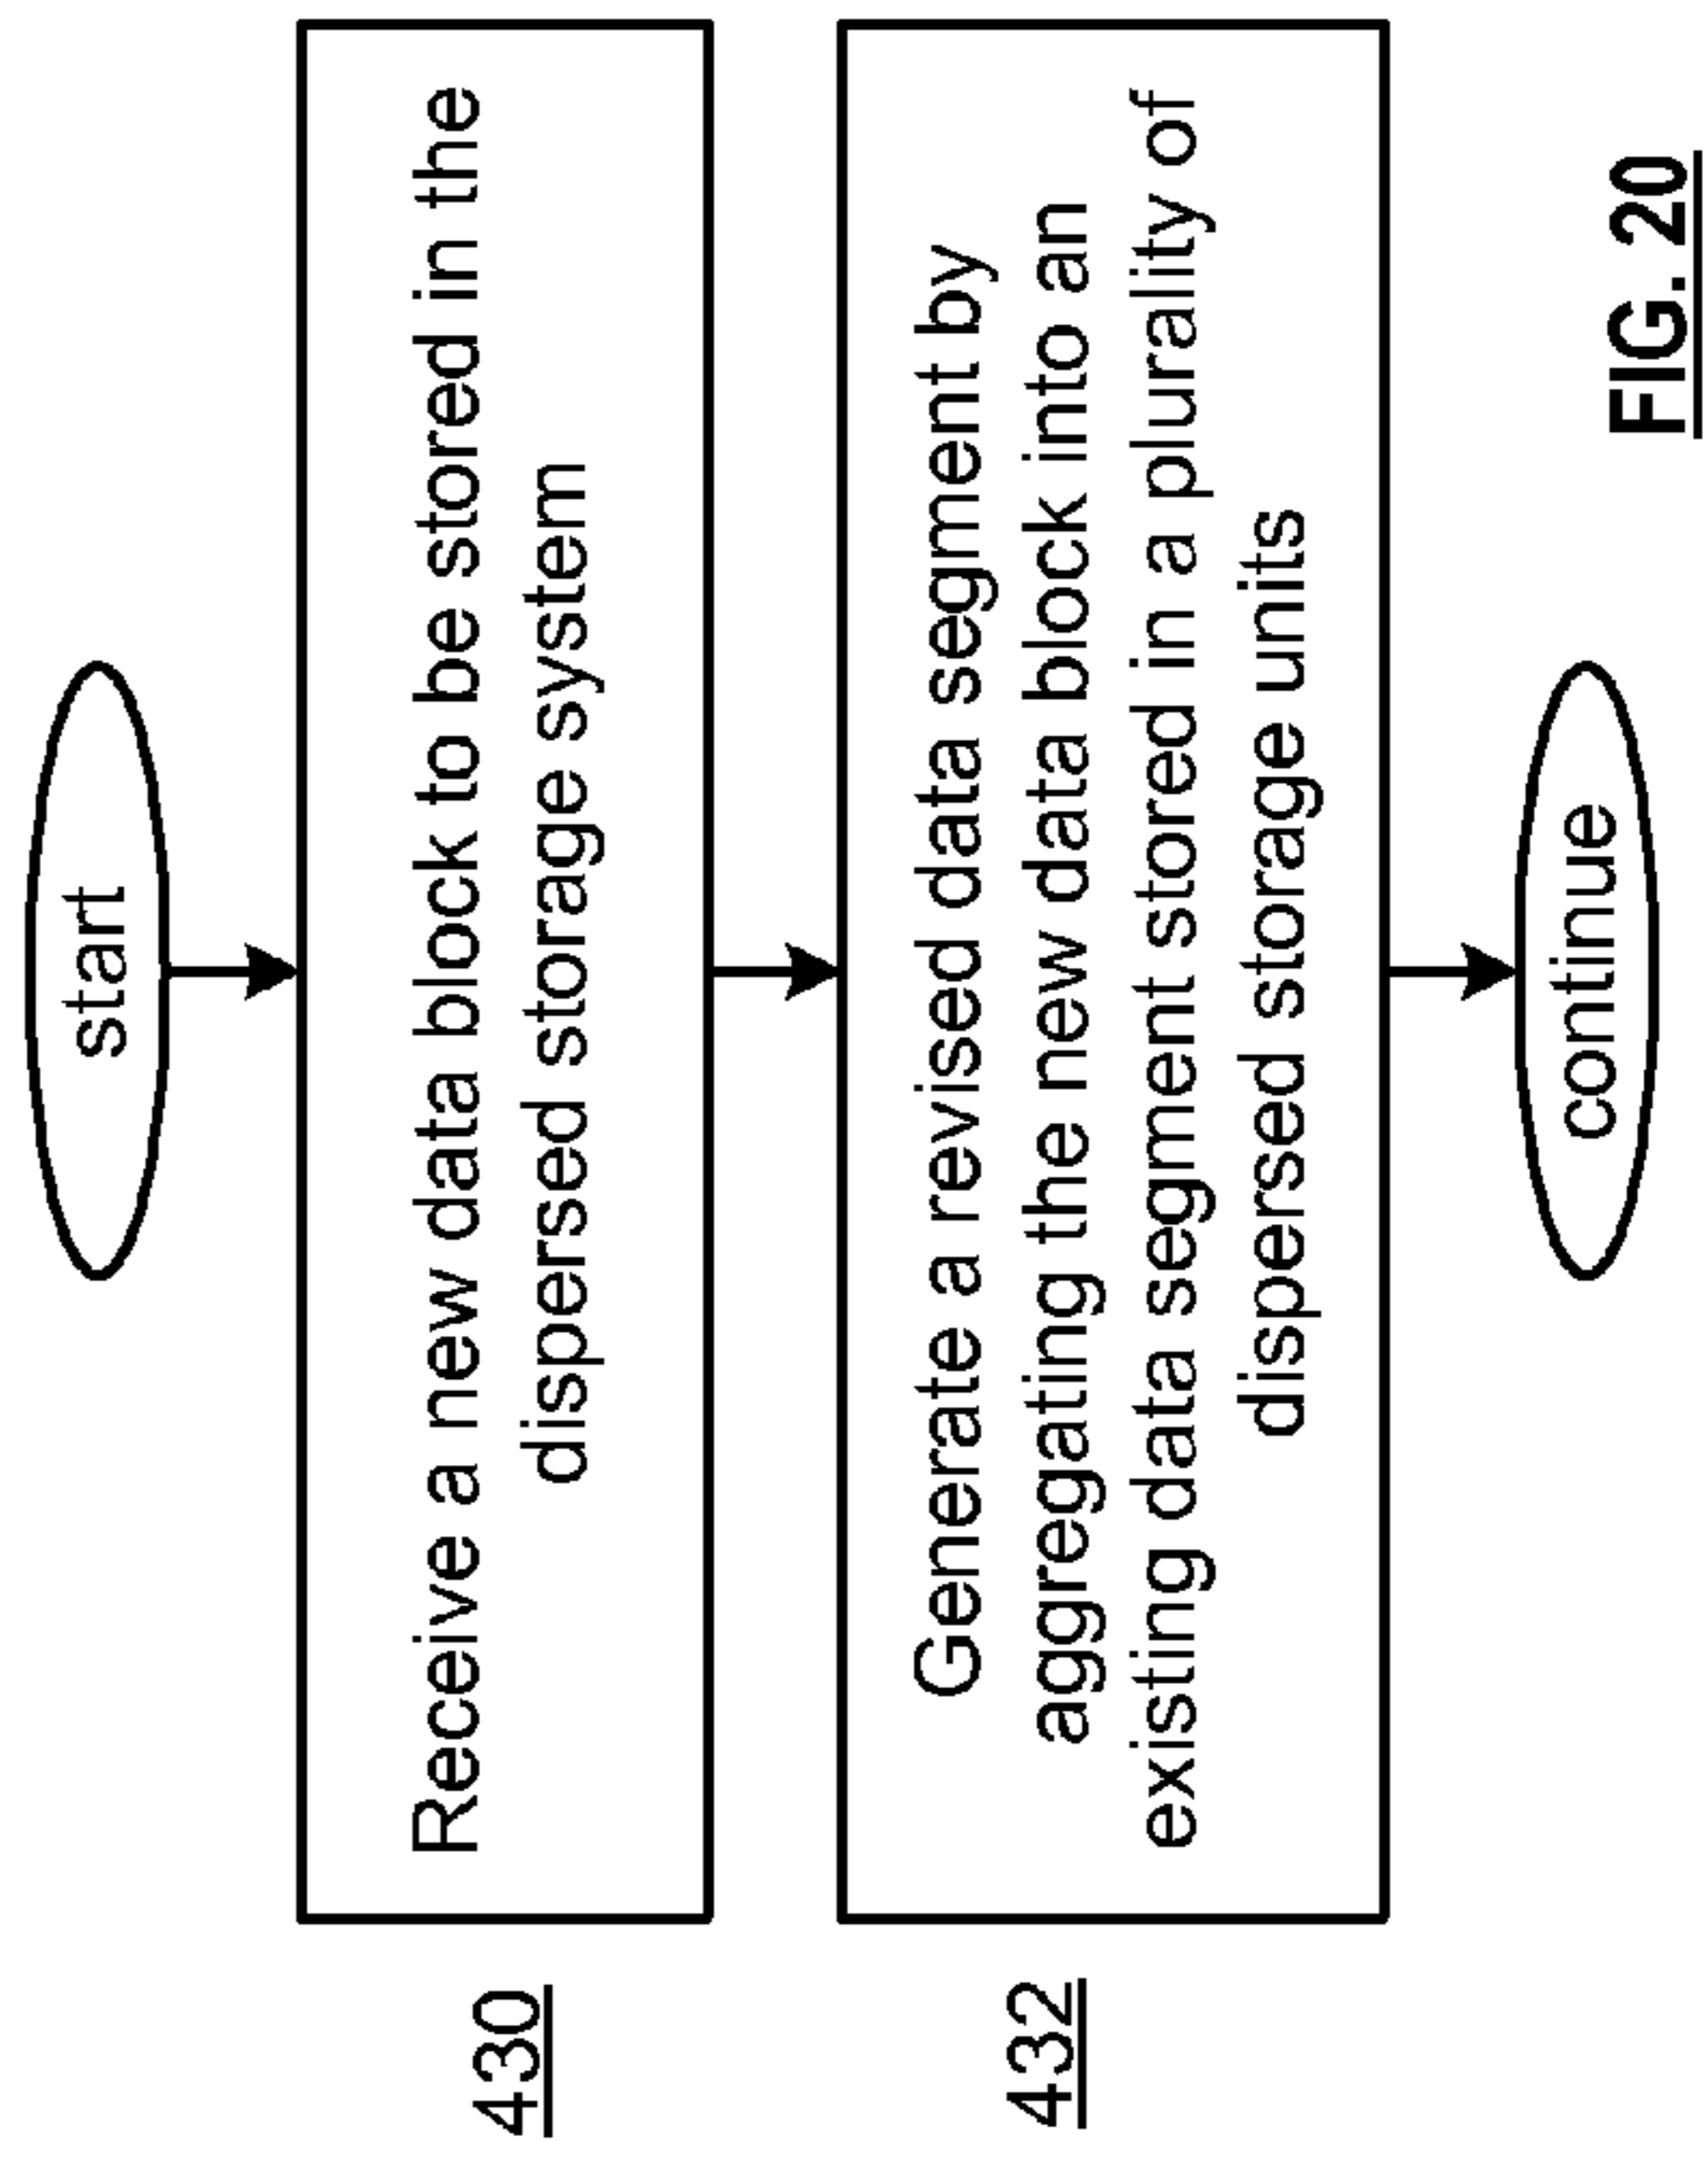 start
430
Receive a new data block to be stored in the
dispersed storage system
432
Generate a revised data segment by
aggregating the new data block into an
existing data segment stored in a plurality of
dispersed storage units
continue
FIG. 20